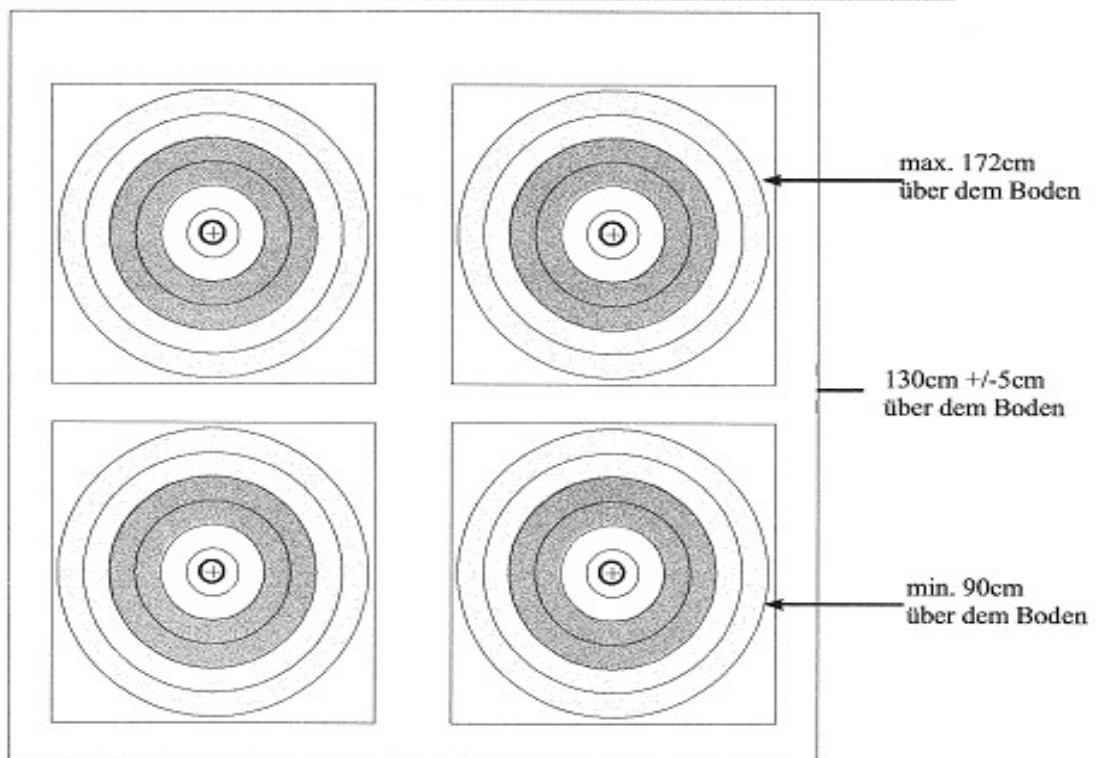 max. 172cm
über dem Boden
130cm +/-5cm
über dem Boden
min. 90cm
über dem Boden